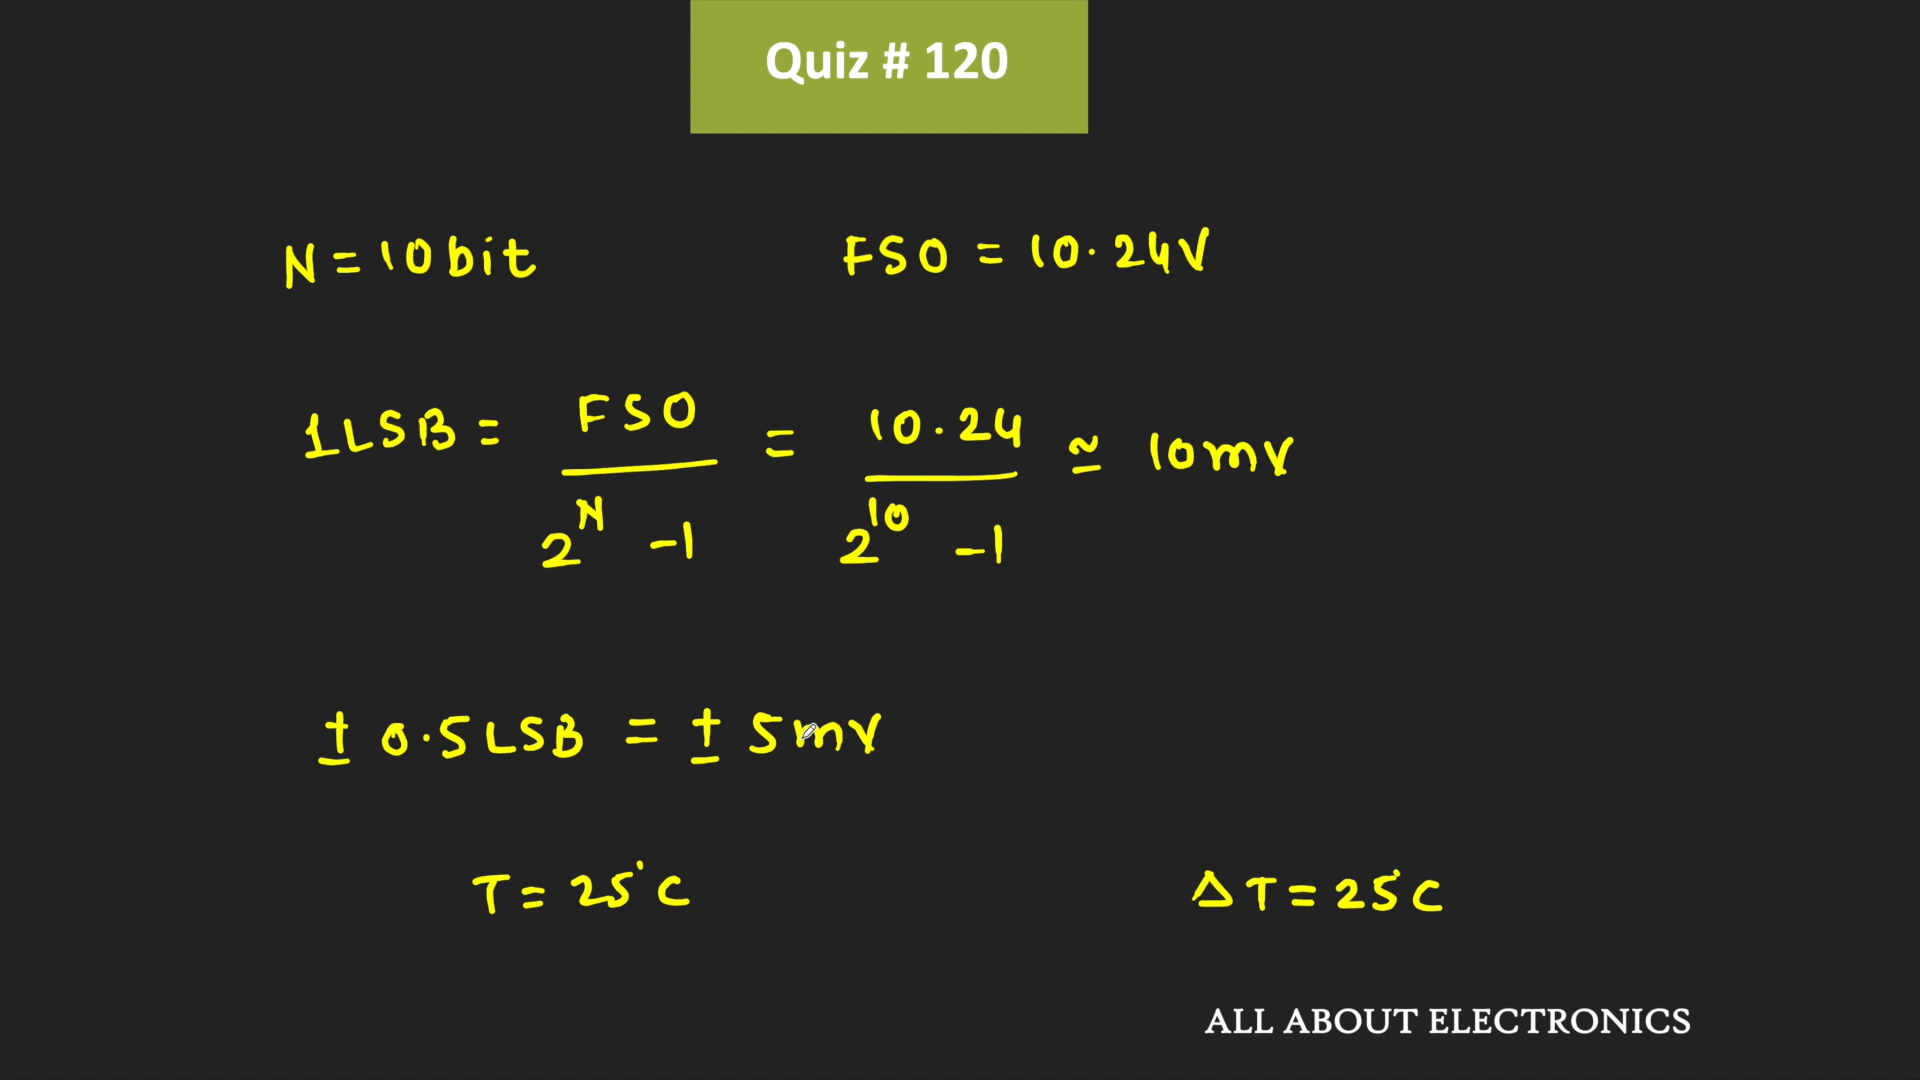 Quiz # 120
N = 10 bit FSO = 10.24V
1LSB = FSO / 2^N - 1 = 10.24 / 2^10 - 1 ≃ 10mV
± 0.5LSB = ± 5mV
T = 25°C ΔT = 25°C
ALL ABOUT ELECTRONICS